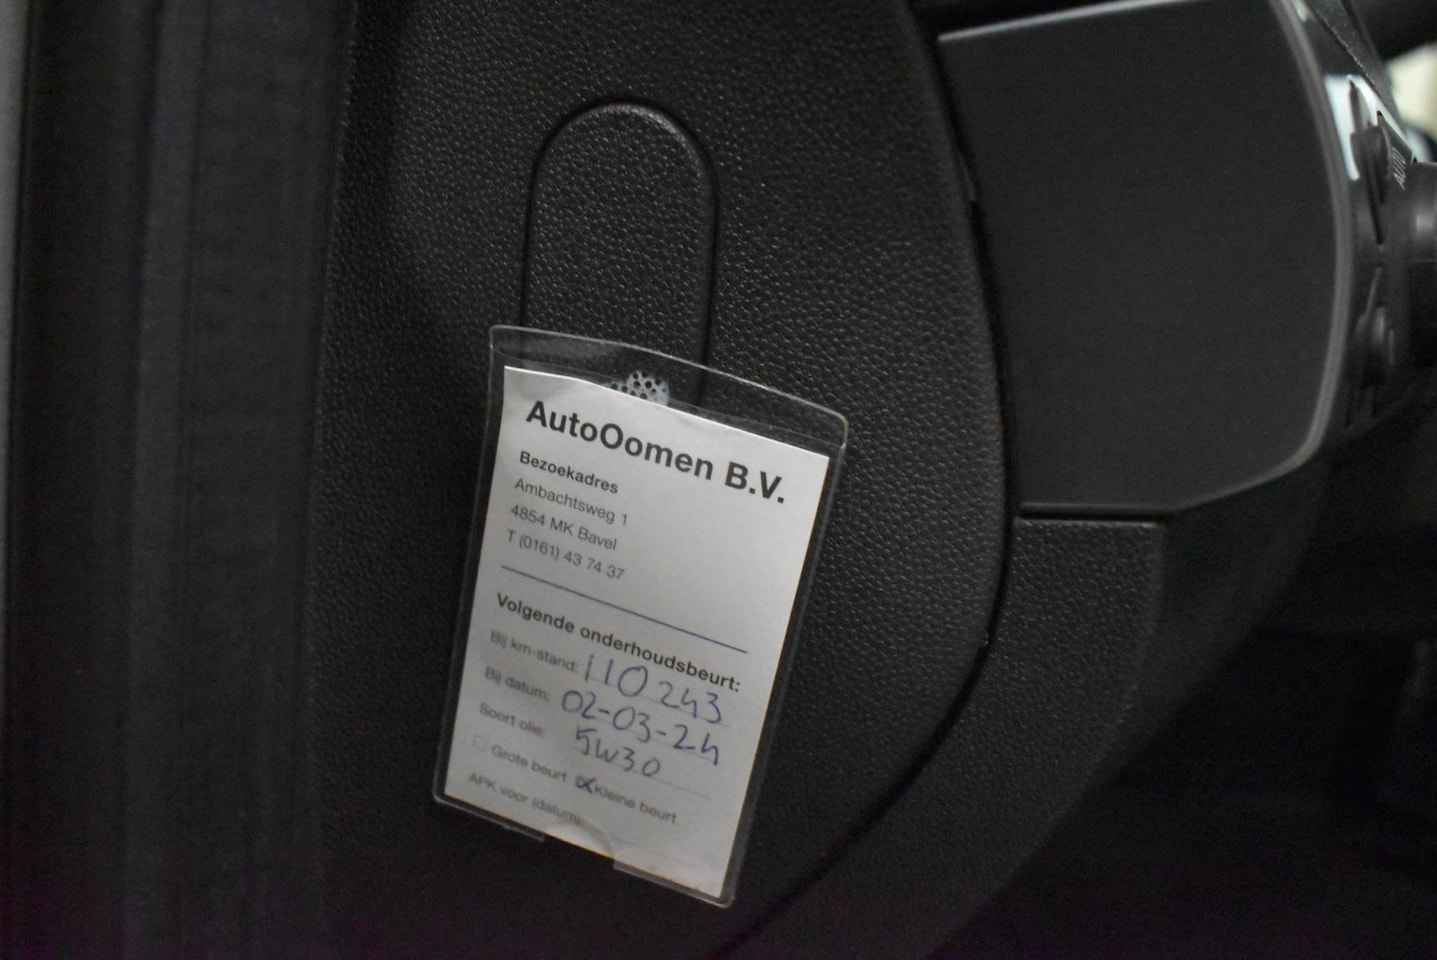 AutoOomen B.V.
Bezoekadres
Ambachtsweg 1
4854 MK Bavel
T (0161) 43 74 37
Volgende onderhoudsbeurt:
Bij km-stand: 110243
Bij datum: 02-03-24
Soort olie: 5W30
Grote beurt Kleine beurt
APK voor (datum):
AUTO